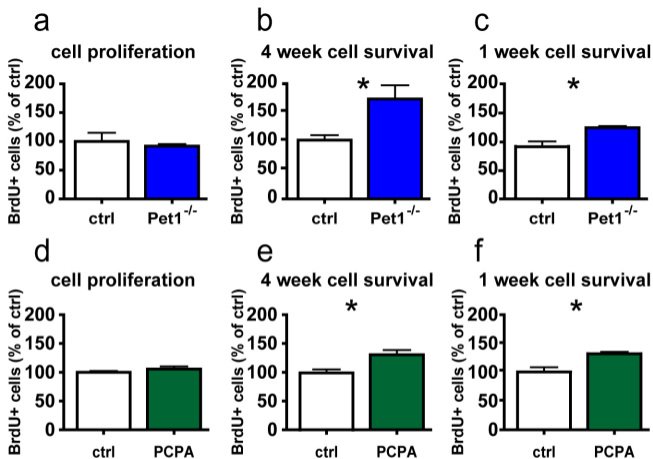 a
cell proliferation
BrdU+ cells (% of ctrl)
200
150
100
50
0
ctrl
Pet1-/-
b
4 week cell survival
*
BrdU+ cells (% of ctrl)
200
150
100
50
0
ctrl
Pet1-/-
c
1 week cell survival
*
BrdU+ cells (% of ctrl)
200
150
100
50
0
ctrl
Pet1-/-
d
cell proliferation
BrdU+ cells (% of ctrl)
200
150
100
50
0
ctrl
PCPA
e
4 week cell survival
*
BrdU+ cells (% of ctrl)
200
150
100
50
0
ctrl
PCPA
f
1 week cell survival
*
BrdU+ cells (% of ctrl)
200
150
100
50
0
ctrl
PCPA